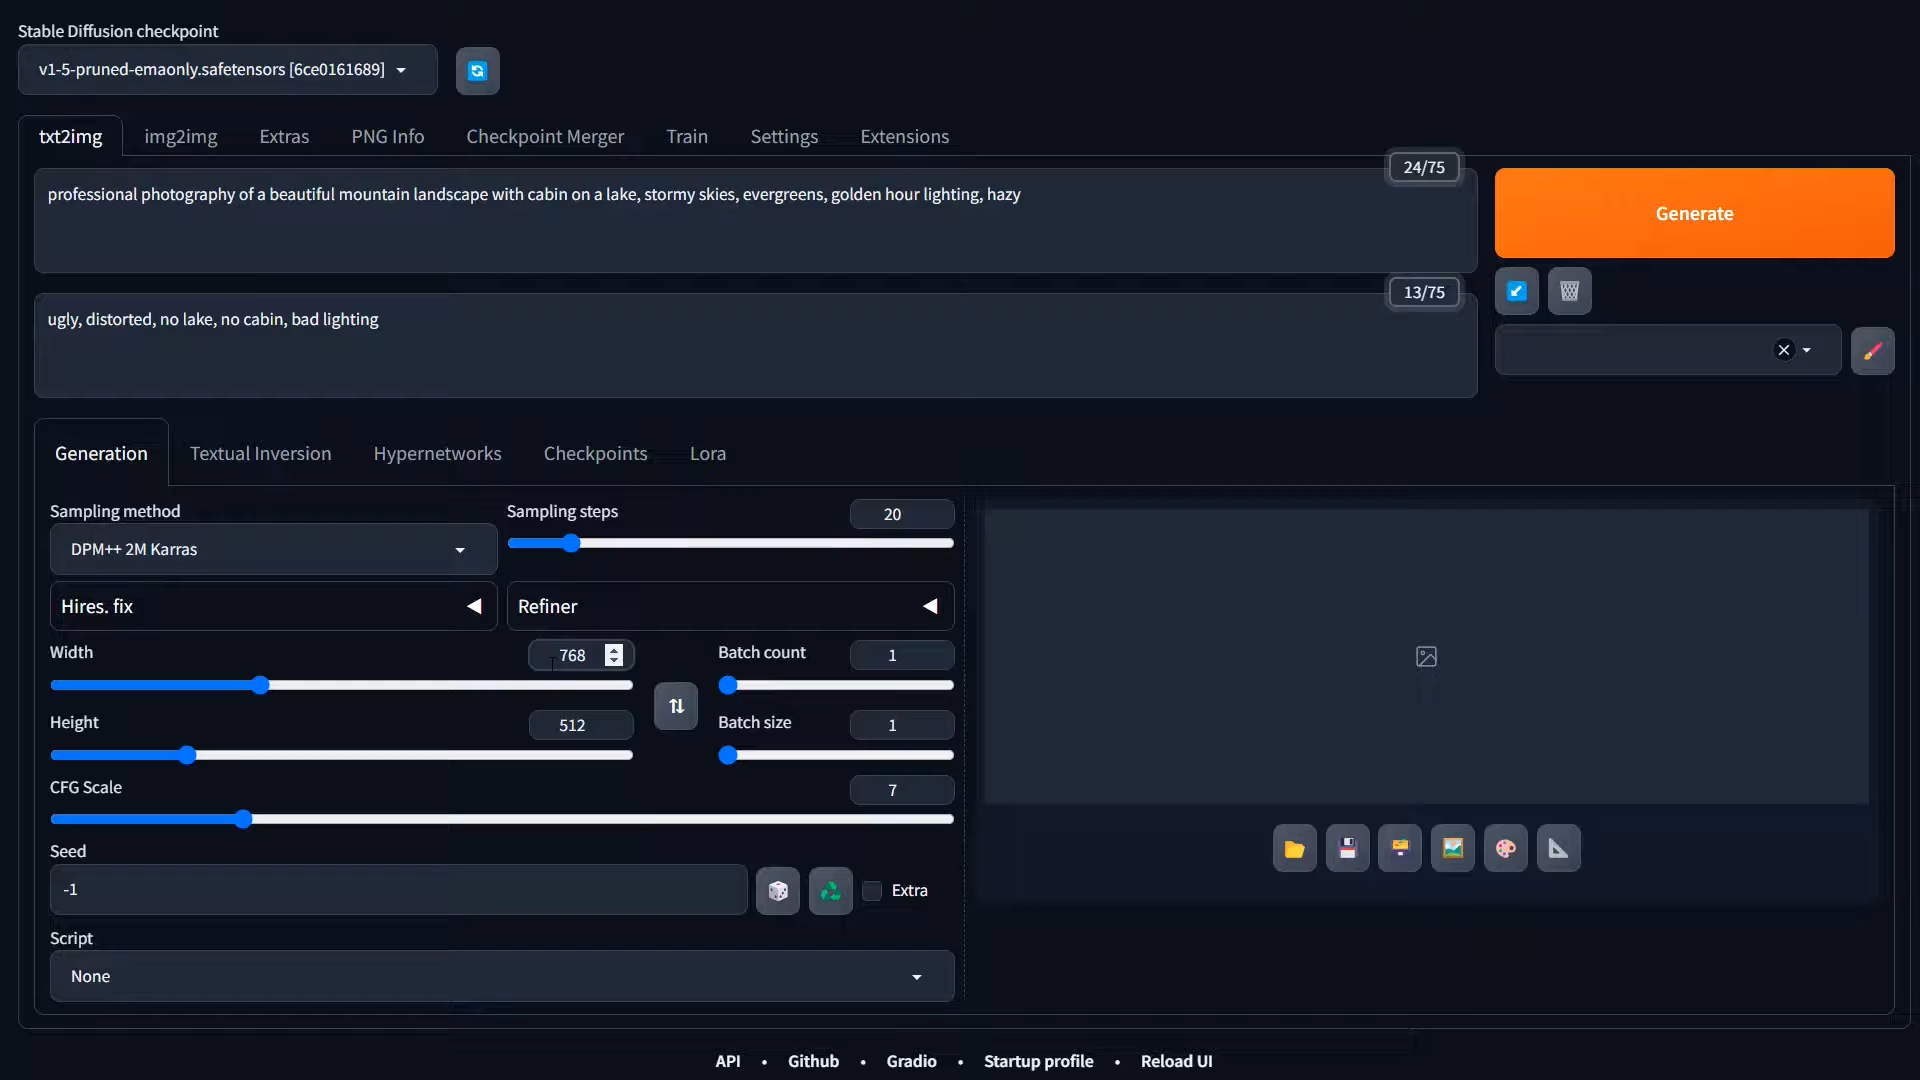 Stable Diffusion checkpoint
v1-5-pruned-emaonly.safetensors [6ce0161689]
txt2img img2img Extras PNG Info Checkpoint Merger Train Settings Extensions
24/75
professional photography of a beautiful mountain landscape with cabin on a lake, stormy skies, evergreens, golden hour lighting, hazy
Generate
13/75
ugly, distorted, no lake, no cabin, bad lighting
Generation Textual Inversion Hypernetworks Checkpoints Lora
Sampling method
DPM++ 2M Karras
Sampling steps 20
Hires. fix
Refiner
Width 768
Batch count 1
Height 512
Batch size 1
CFG Scale 7
Seed
-1
Extra
Script
None
API • Github • Gradio • Startup profile • Reload UI